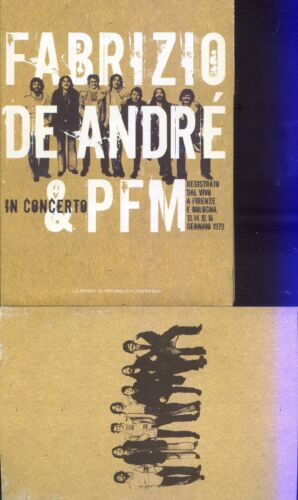 FABRIZIO
DE ANDRÉ
IN CONCERTO
& PFM
REGISTRATO
DAL VIVO
A FIRENZE
E BOLOGNA,
13, 14, 15, 16
GENNAIO 1979